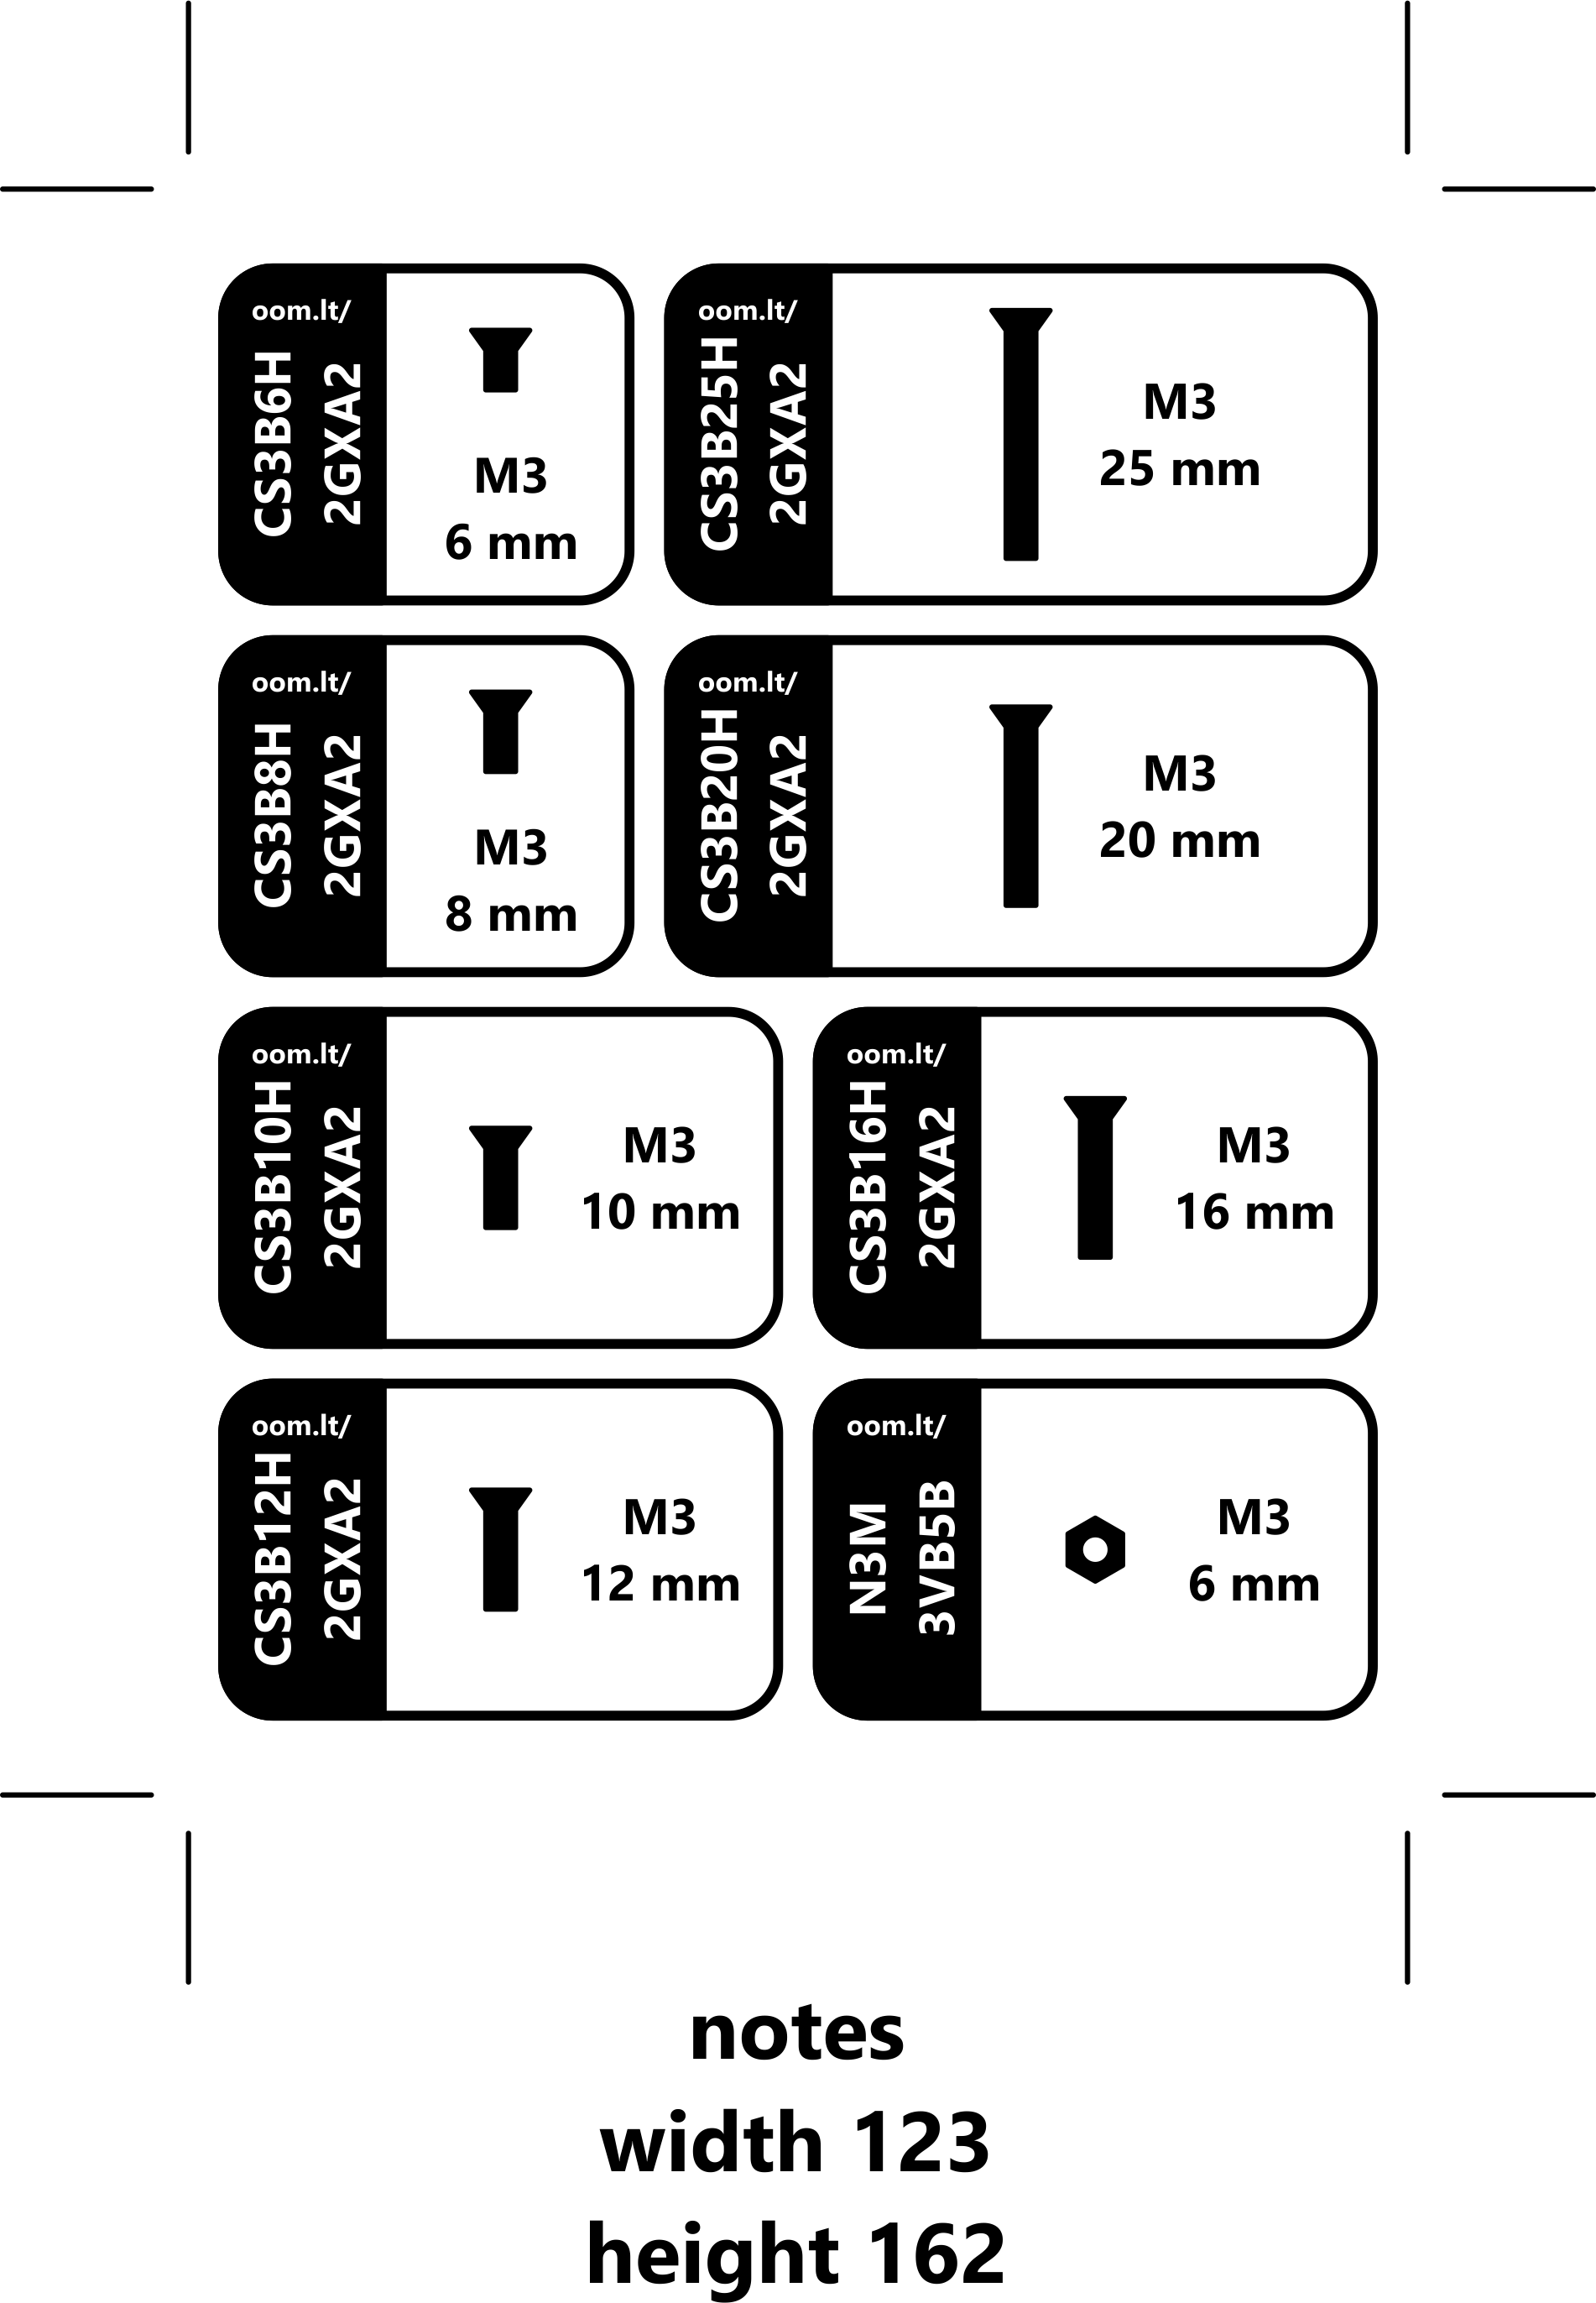 oom.lt/
CS3B6H
2GXA2
M3
6 mm
oom.lt/
CS3B25H
2GXA2
M3
25 mm
oom.lt/
CS3B8H
2GXA2
M3
8 mm
oom.lt/
CS3B20H
2GXA2
M3
20 mm
oom.lt/
CS3B10H
2GXA2
M3
10 mm
oom.lt/
CS3B16H
2GXA2
M3
16 mm
oom.lt/
CS3B12H
2GXA2
M3
12 mm
oom.lt/
N3M
3VB5B
M3
6 mm
notes
width 123
height 162